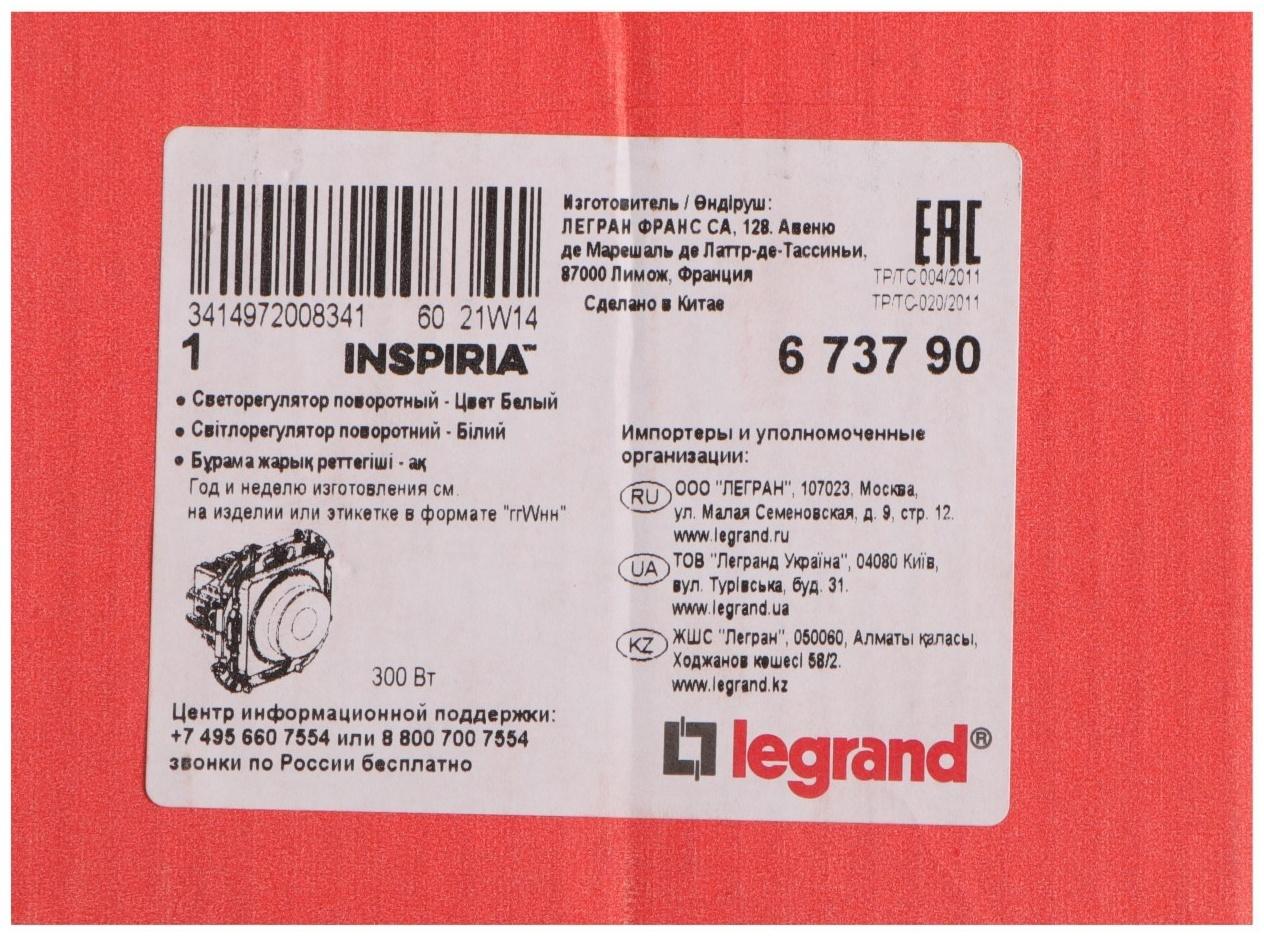 3414972008341 60 21W14
1 INSPIRIA™
• Светорегулятор поворотный - Цвет Белый
• Світлорегулятор поворотний - Білий
• Бұрама жарық реттегіші - ақ
Год и неделю изготовления см.
на изделии или этикетке в формате "ггWнн"
300 Вт
Центр информационной поддержки:
+7 495 660 7554 или 8 800 700 7554
звонки по России бесплатно
Изготовитель / Өндіруш:
ЛЕГРАН ФРАНС СА, 128. Авеню
де Марешаль де Латтр-де-Тассиньи,
87000 Лимож, Франция
Сделано в Китае
EAC
ТР/ТС 004/2011
ТР/ТС-020/2011
6 737 90
Импортеры и уполномоченные
организации:
RU ООО "ЛЕГРАН", 107023, Москва,
ул. Малая Семеновская, д. 9, стр. 12.
www.legrand.ru
UA ТОВ "Легранд Україна", 04080 Київ,
вул. Турівська, буд. 31.
www.legrand.ua
KZ ЖШС "Легран", 050060, Алматы қаласы,
Ходжанов көшесі 58/2.
www.legrand.kz
legrand®